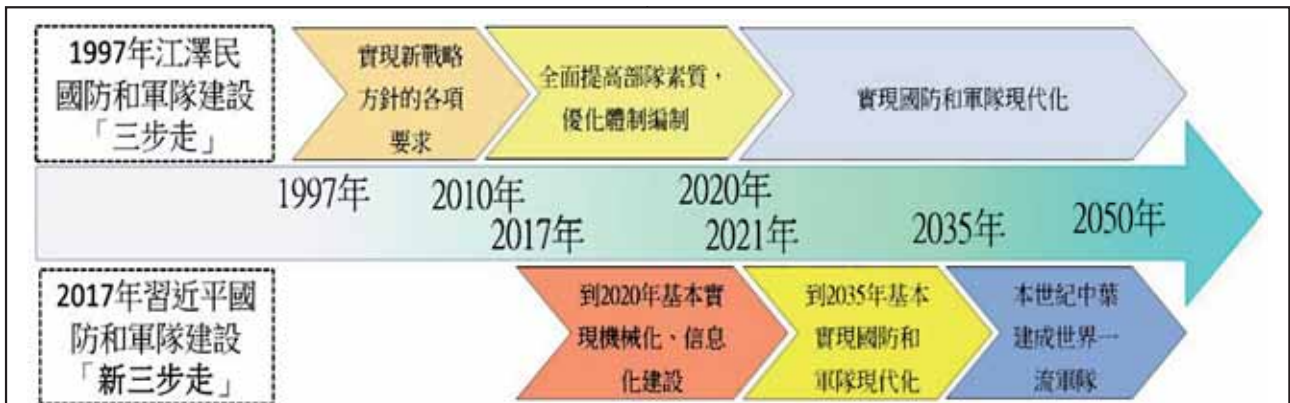 1997年江澤民
國防和軍隊建設
「三步走」
實現新戰略
方針的各項
要求
全面提高部隊素質，
優化體制編制
實現國防和軍隊現代化
1997年
2010年
2017年
2020年
2021年
2035年
2050年
2017年習近平國
防和軍隊建設
「新三步走」
到2020年基本實
現機械化、信息
化建設
到2035年基本
實現國防和
軍隊現代化
本世紀中葉
建成世界一
流軍隊